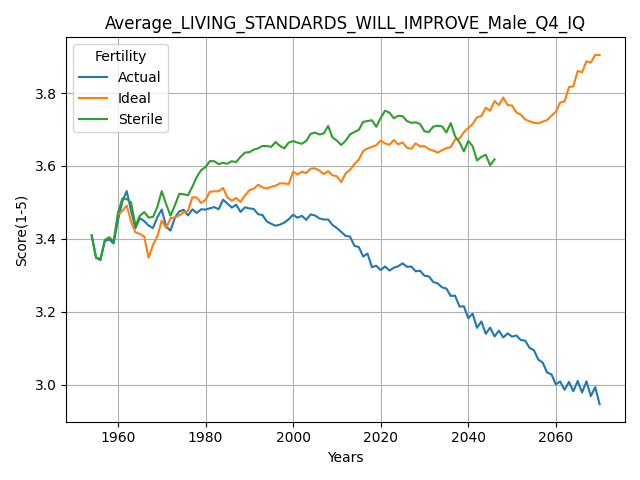 Average_LIVING_STANDARDS_WILL_IMPROVE_Male_Q4_IQ
Fertility
Actual
Ideal
Sterile
3.8
3.6
3.4
3.2
3.0
Score(1-5)
1960 1980 2000 2020 2040 2060
Years